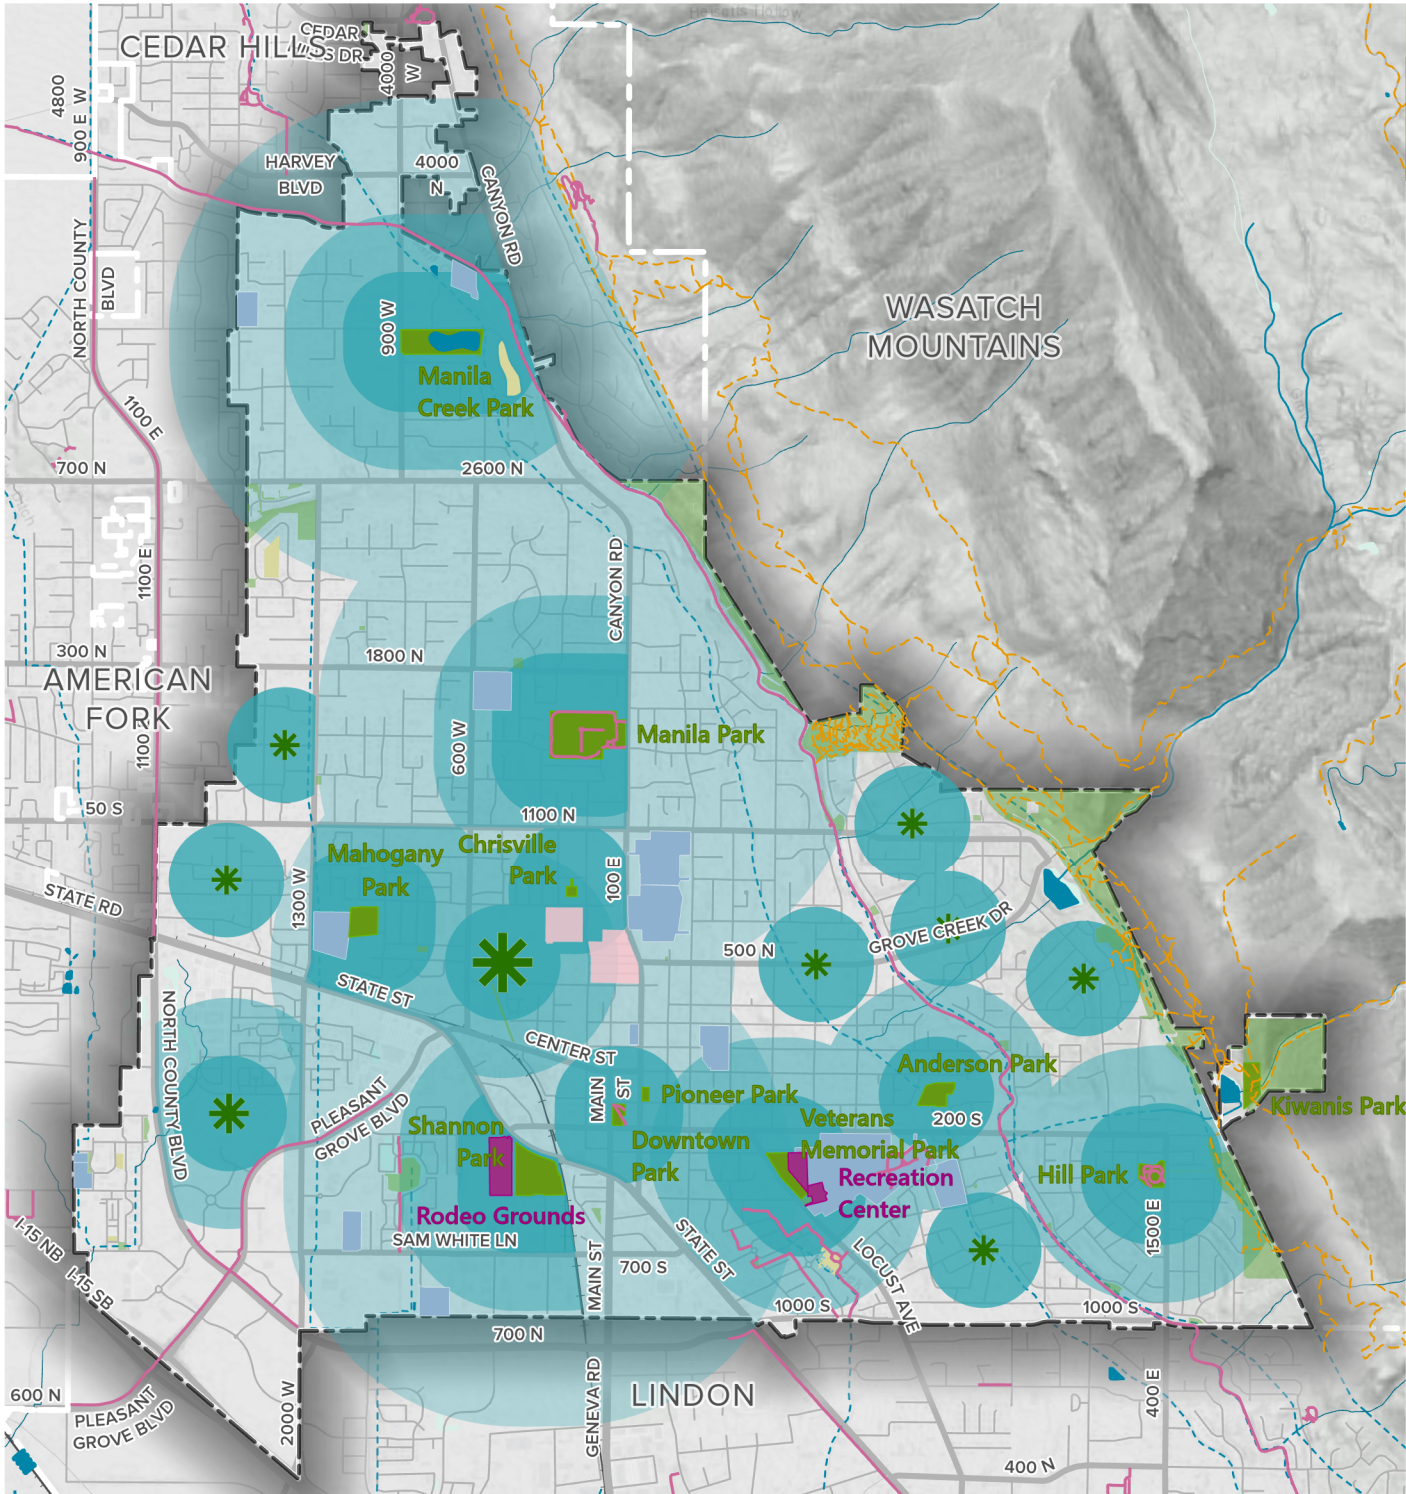 Heiselts Hollow
CEDAR HILLS
CEDAR
HILLS DR
4000
W
4800
900 E W
HARVEY
BLVD
4000
N
CANYON RD
NORTH COUNTY
BLVD
WASATCH
MOUNTAINS
900 W
Manila
Creek Park
1100 E
700 N
2600 N
1100 E
CANYON RD
300 N
1800 N
AMERICAN
FORK
1100
600 W
Manila Park
50 S
1100 N
Mahogany
Park
Chrisville
Park
100 E
STATE RD
1300 W
500 N
GROVE CREEK DR
STATE ST
NORTH COUNTY BLVD
CENTER ST
PLEASANT
GROVE BLVD
MAIN
ST
Pioneer Park
Anderson Park
200 S
Kiwanis Park
Shannon
Park
Downtown
Park
Veterans
Memorial Park
Recreation
Center
Hill Park
Rodeo Grounds
SAM WHITE LN
1500 E
I-15 NB
I-15 SB
MAIN ST
700 S
STATE ST
LOCUST AVE
1000 S
1000 S
700 N
600 N
PLEASANT
GROVE BLVD
2000 W
GENEVA RD
LINDON
400 E
400 N